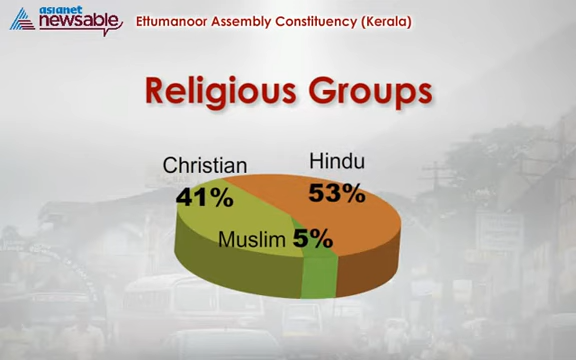 asianet
newsable
Ettumanoor Assembly Constituency (Kerala)
Religious Groups
Christian
41%
Hindu
53%
Muslim 5%